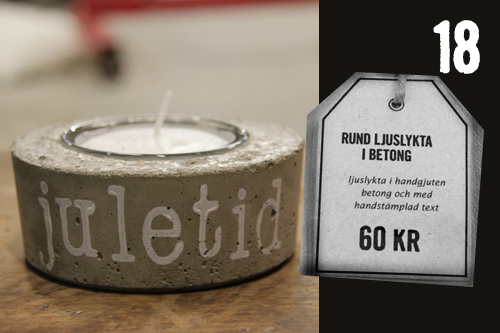 juletid
18
RUND LJUSLYKTA
I BETONG
ljuslykta i handgjuten
betong och med
handstämplad text
60 KR